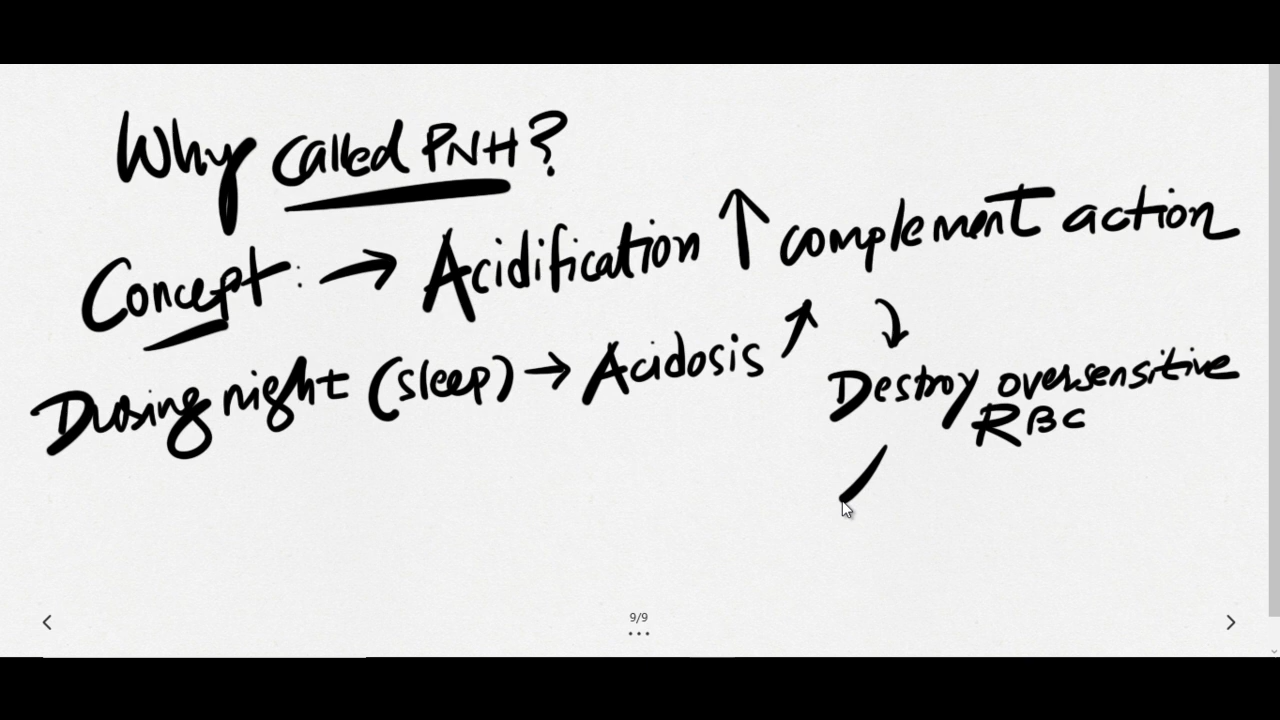 Why called PNH?
Concept: → Acidification ↑ complement action
During night (sleep) → Acidosis ↗ ↓
Destroy oversensitive
RBC
9/9